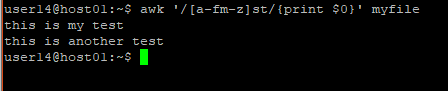 user14@host01:~$ awk '/[a-fm-z]st/{print $0}' myfile
this is my test
this is another test
user14@host01:~$